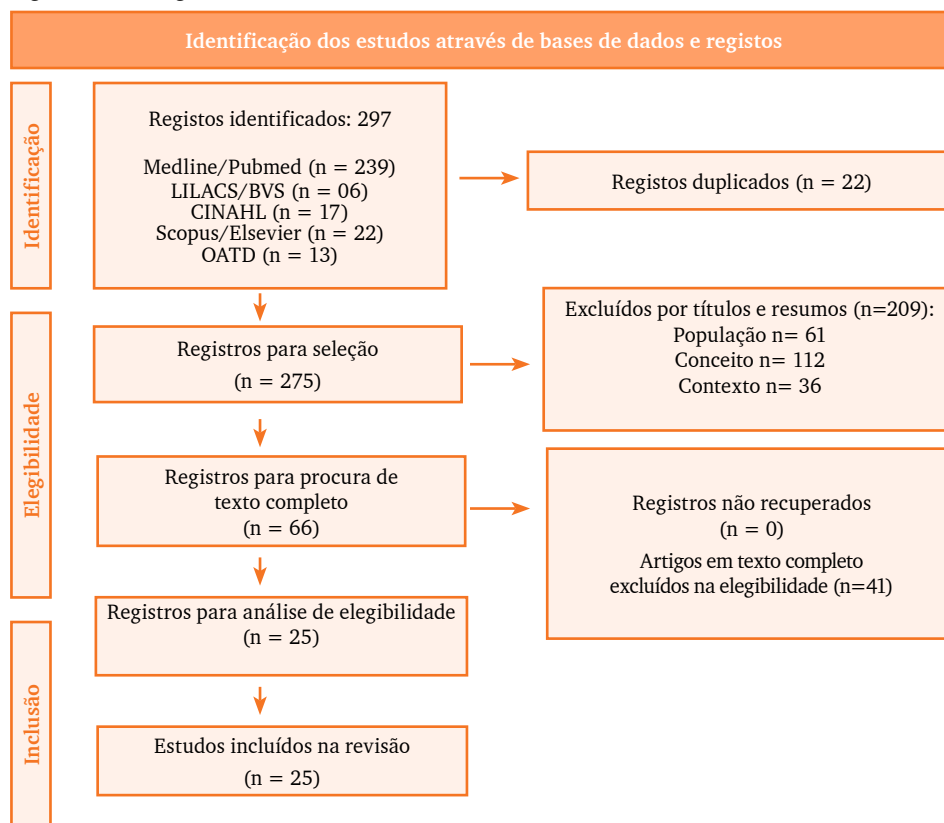 Identificação dos estudos através de bases de dados e registos
Identificação
Registos identificados: 297
Medline/Pubmed (n = 239)
LILACS/BVS (n = 06)
CINAHL (n = 17)
Scopus/Elsevier (n = 22)
OATD (n = 13)
Registos duplicados (n = 22)
Elegibilidade
Registros para seleção
(n = 275)
Excluídos por títulos e resumos (n=209):
População n= 61
Conceito n= 112
Contexto n= 36
Registros para procura de
texto completo
(n = 66)
Registros não recuperados
(n = 0)
Artigos em texto completo
excluídos na elegibilidade (n=41)
Registros para análise de elegibilidade
(n = 25)
Inclusão
Estudos incluídos na revisão
(n = 25)